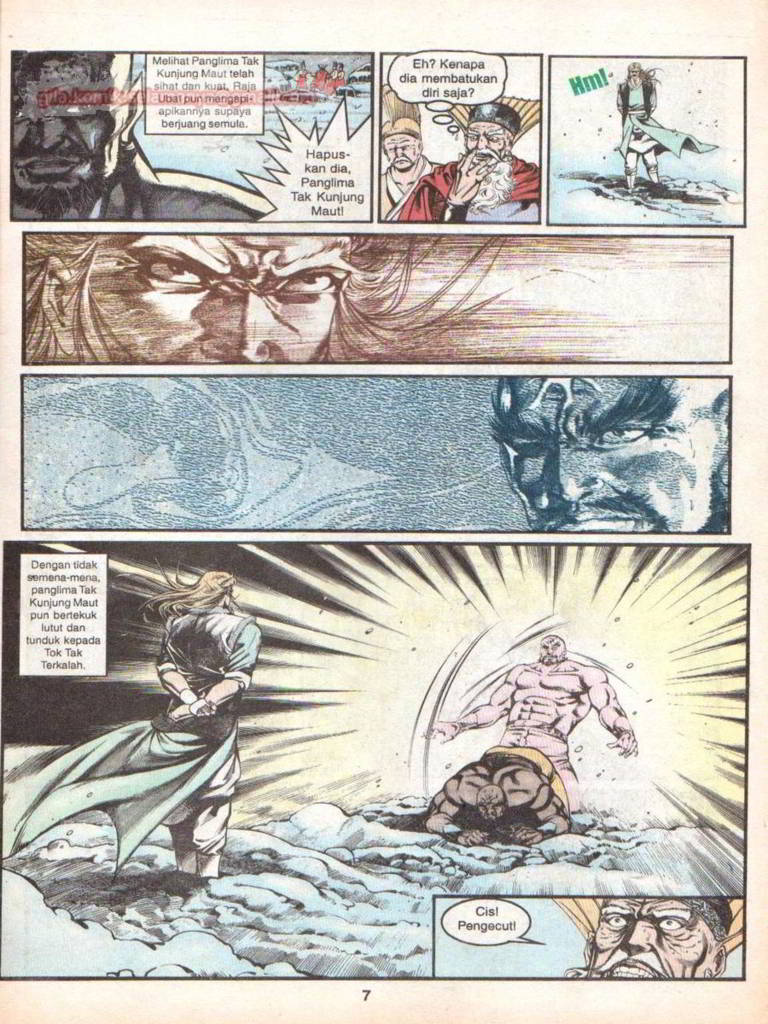 Melihat Panglima Tak
Kunjung Maut telah
sihat dan kuat, Raja
Ubat pun mengapi-
apikannya supaya
berjuang semula.
Hapus-
kan dia,
Panglima
Tak Kunjung
Maut!
Eh? Kenapa
dia membatukan
diri saja?
Hm!
Dengan tidak
semena-mena,
panglima Tak
Kunjung Maut
pun bertekuk
lutut dan
tunduk kepada
Tok Tak
Terkalah.
Cis!
Pengecut!
7